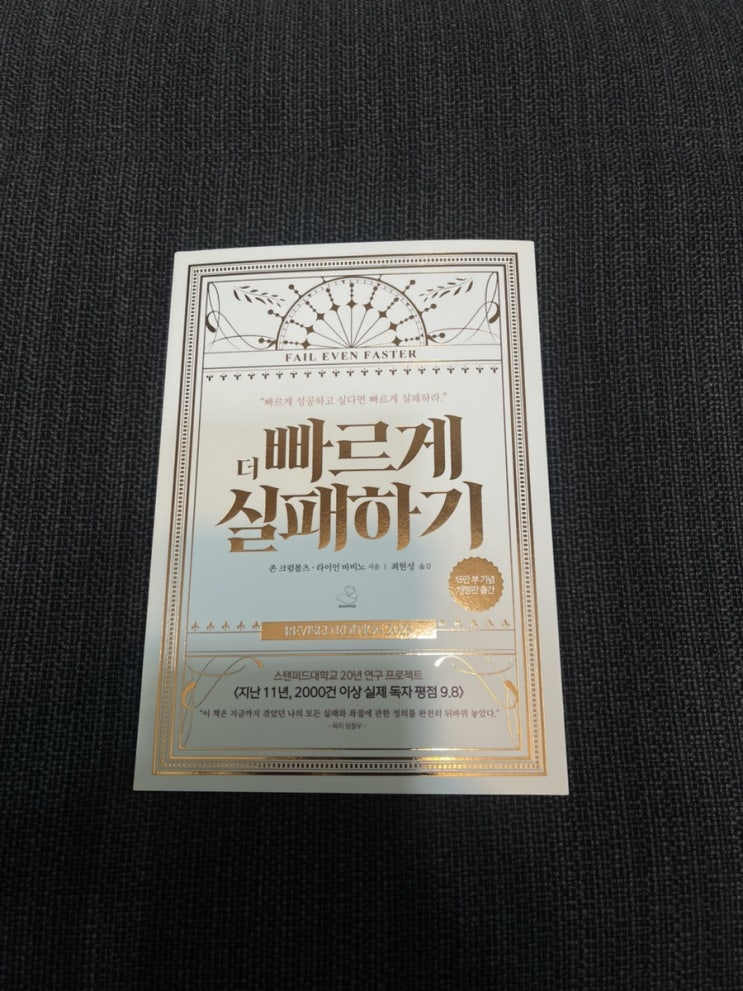 FAIL EVEN FASTER
"빠르게 성공하고 싶다면 빠르게 실패하라."
더 빠르게
실패하기
존 크럼볼츠 · 라이언 바비노 지음 | 최현성 옮김
15만 부 기념
개정판 출간
REVISED EDITION
스탠퍼드대학교 20년 연구 프로젝트
〈지난 11년, 2000건 이상 실제 독자 평점 9.8〉
"이 책은 지금까지 겪었던 나의 모든 실패와 좌절에 관한 정의를 완전히 뒤바꿔 놓았다."